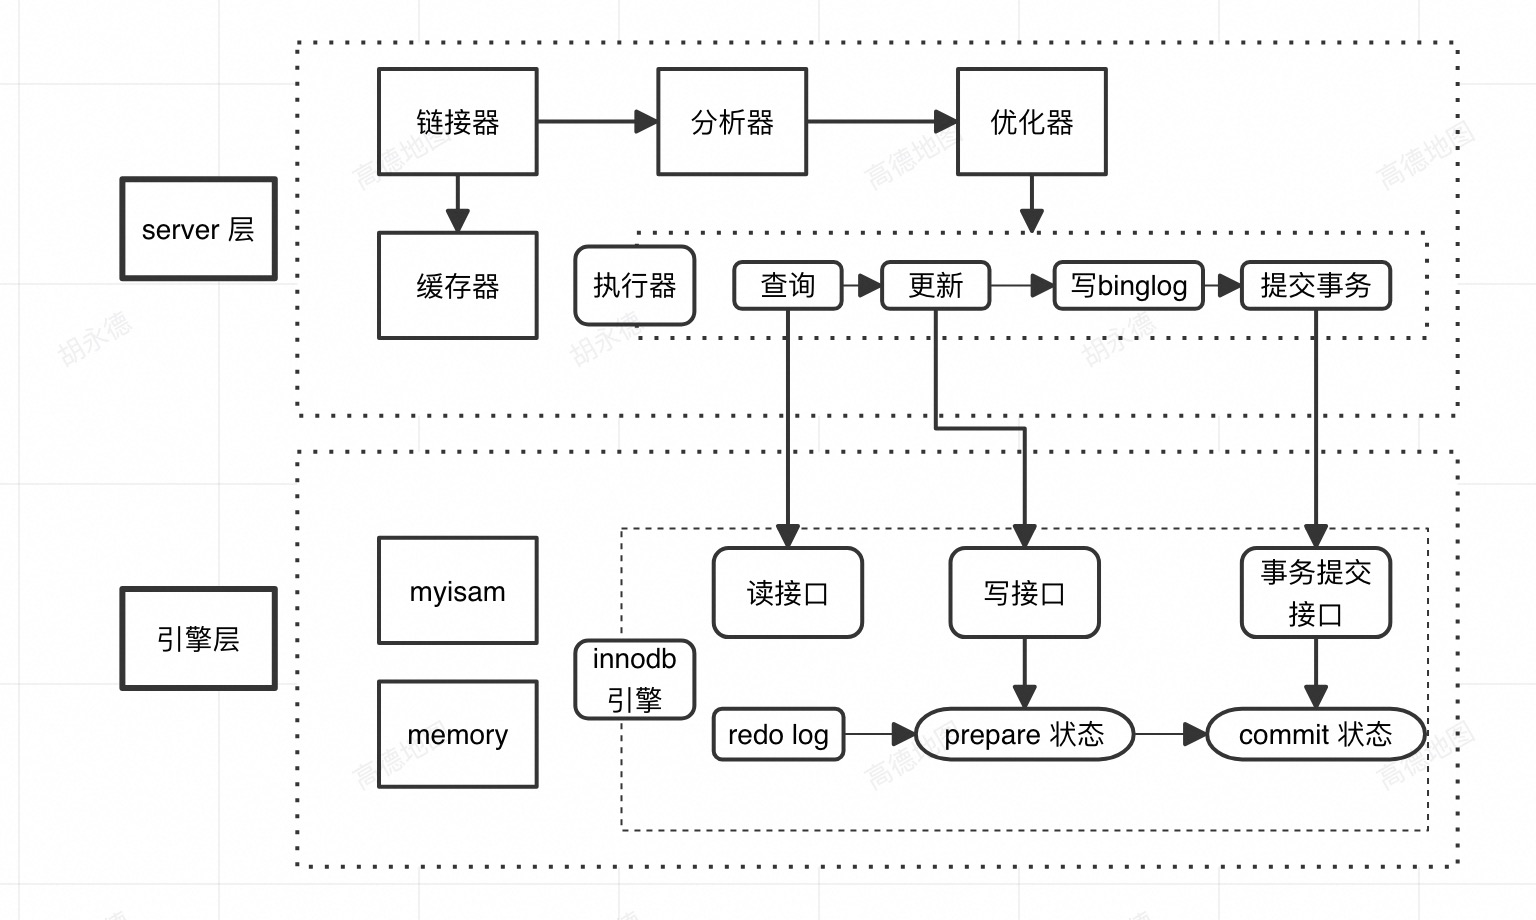 链接器
分析器
优化器
server 层
缓存器
执行器
查询
更新
写binglog
提交事务
引擎层
myisam
memory
innodb
引擎
读接口
写接口
事务提交
接口
redo log
prepare 状态
commit 状态
高德地图
高德地图
高德地图
胡永德
胡永德
胡永德
高德地图
高德地图
高德地图